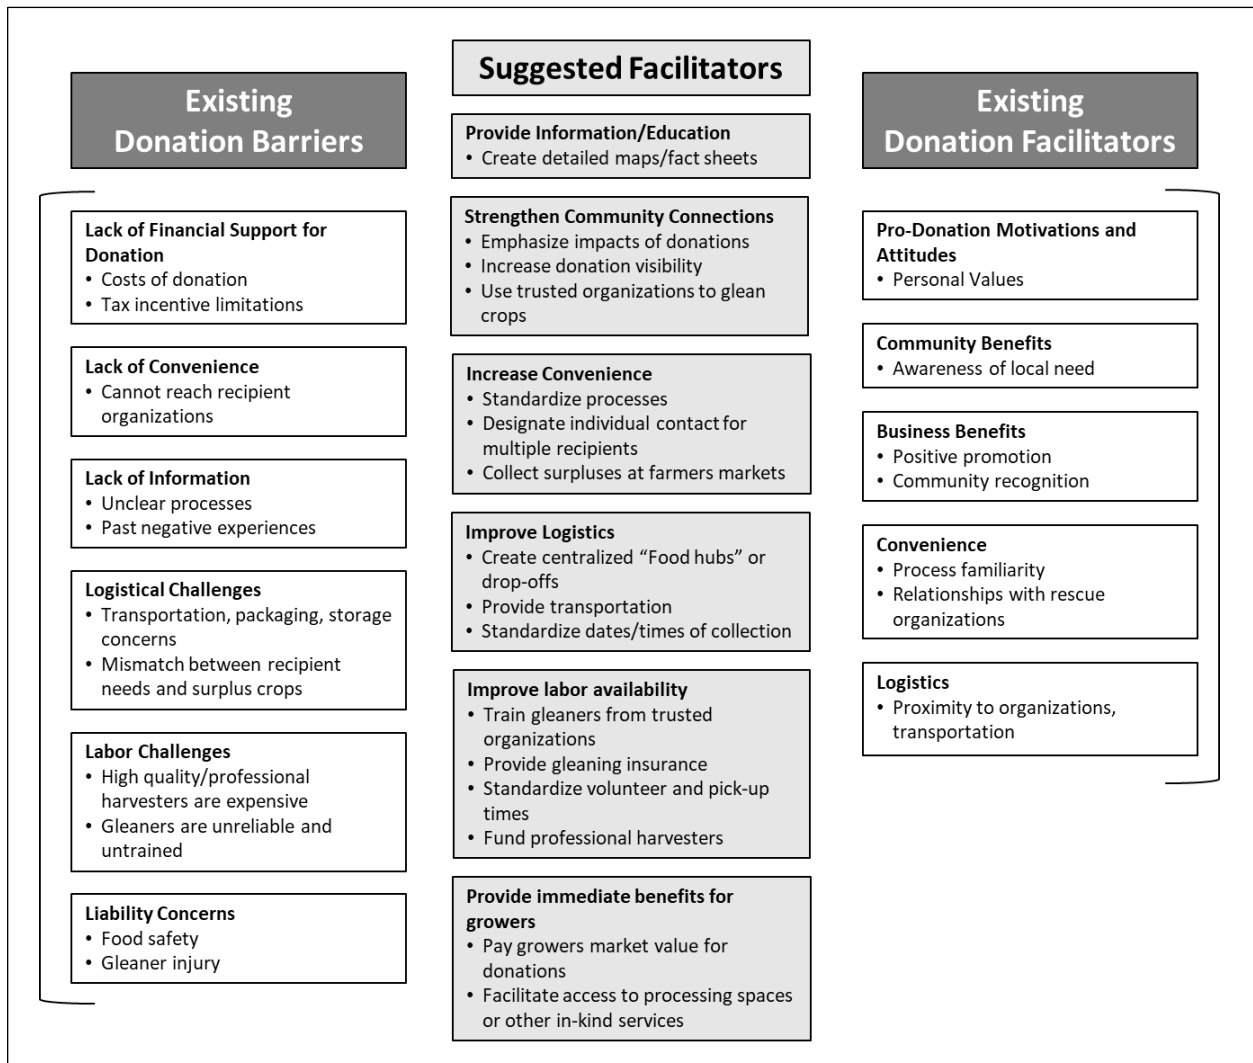 Existing
Donation Barriers
Lack of Financial Support for
Donation
• Costs of donation
• Tax incentive limitations
Lack of Convenience
• Cannot reach recipient
organizations
Lack of Information
• Unclear processes
• Past negative experiences
Logistical Challenges
• Transportation, packaging, storage
concerns
• Mismatch between recipient
needs and surplus crops
Labor Challenges
• High quality/professional
harvesters are expensive
• Gleaners are unreliable and
untrained
Liability Concerns
• Food safety
• Gleaner injury
Suggested Facilitators
Provide Information/Education
• Create detailed maps/fact sheets
Strengthen Community Connections
• Emphasize impacts of donations
• Increase donation visibility
• Use trusted organizations to glean
crops
Increase Convenience
• Standardize processes
• Designate individual contact for
multiple recipients
• Collect surpluses at farmers markets
Improve Logistics
• Create centralized “Food hubs” or
drop-offs
• Provide transportation
• Standardize dates/times of collection
Improve labor availability
• Train gleaners from trusted
organizations
• Provide gleaning insurance
• Standardize volunteer and pick-up
times
• Fund professional harvesters
Provide immediate benefits for
growers
• Pay growers market value for
donations
• Facilitate access to processing spaces
or other in-kind services
Existing
Donation Facilitators
Pro-Donation Motivations and
Attitudes
• Personal Values
Community Benefits
• Awareness of local need
Business Benefits
• Positive promotion
• Community recognition
Convenience
• Process familiarity
• Relationships with rescue
organizations
Logistics
• Proximity to organizations,
transportation